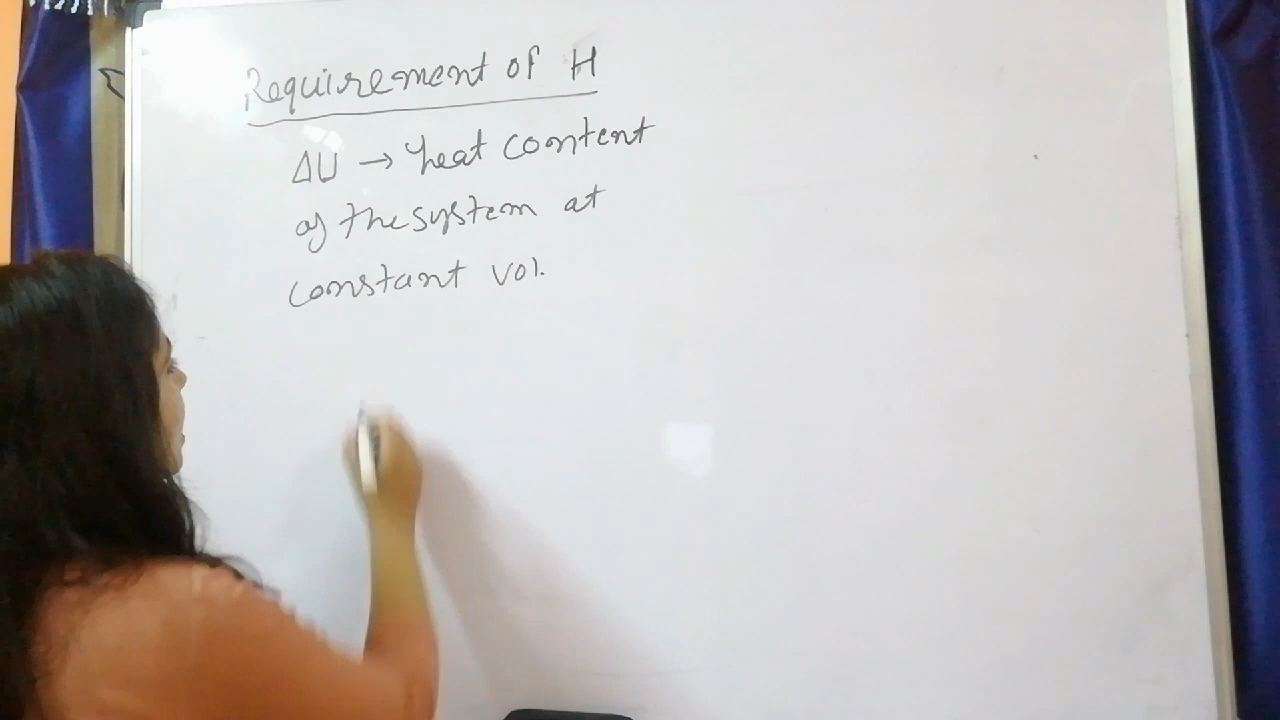 Requirement of H
ΔU → heat content
of the system at
constant vol.